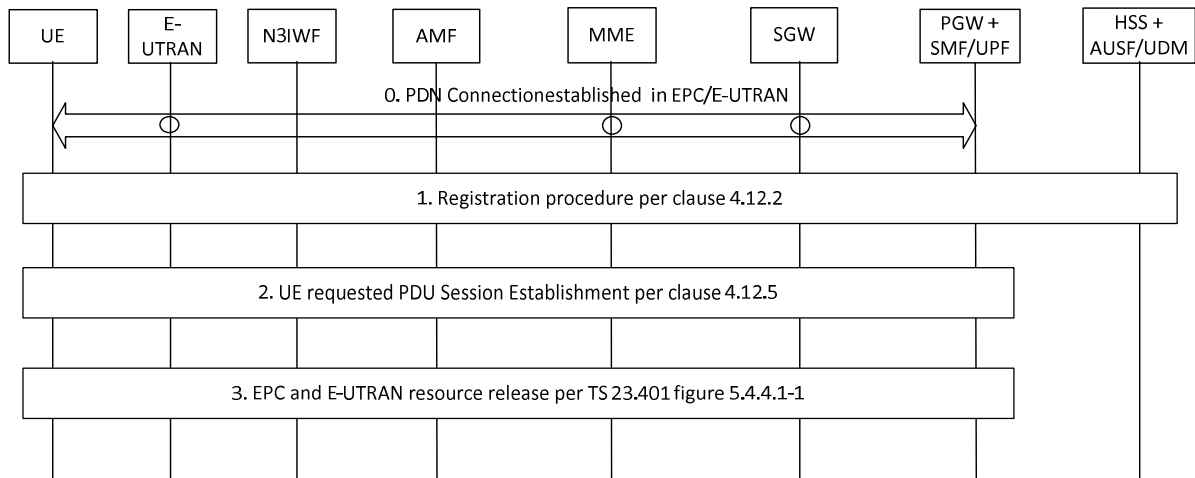 UE
E-
UTRAN
N3IWF
AMF
MME
SGW
PGW +
SMF/UPF
HSS +
AUSF/UDM
0. PDN Connectionestablished in EPC/E-UTRAN
1. Registration procedure per clause 4.12.2
2. UE requested PDU Session Establishment per clause 4.12.5
3. EPC and E-UTRAN resource release per TS 23.401 figure 5.4.4.1-1